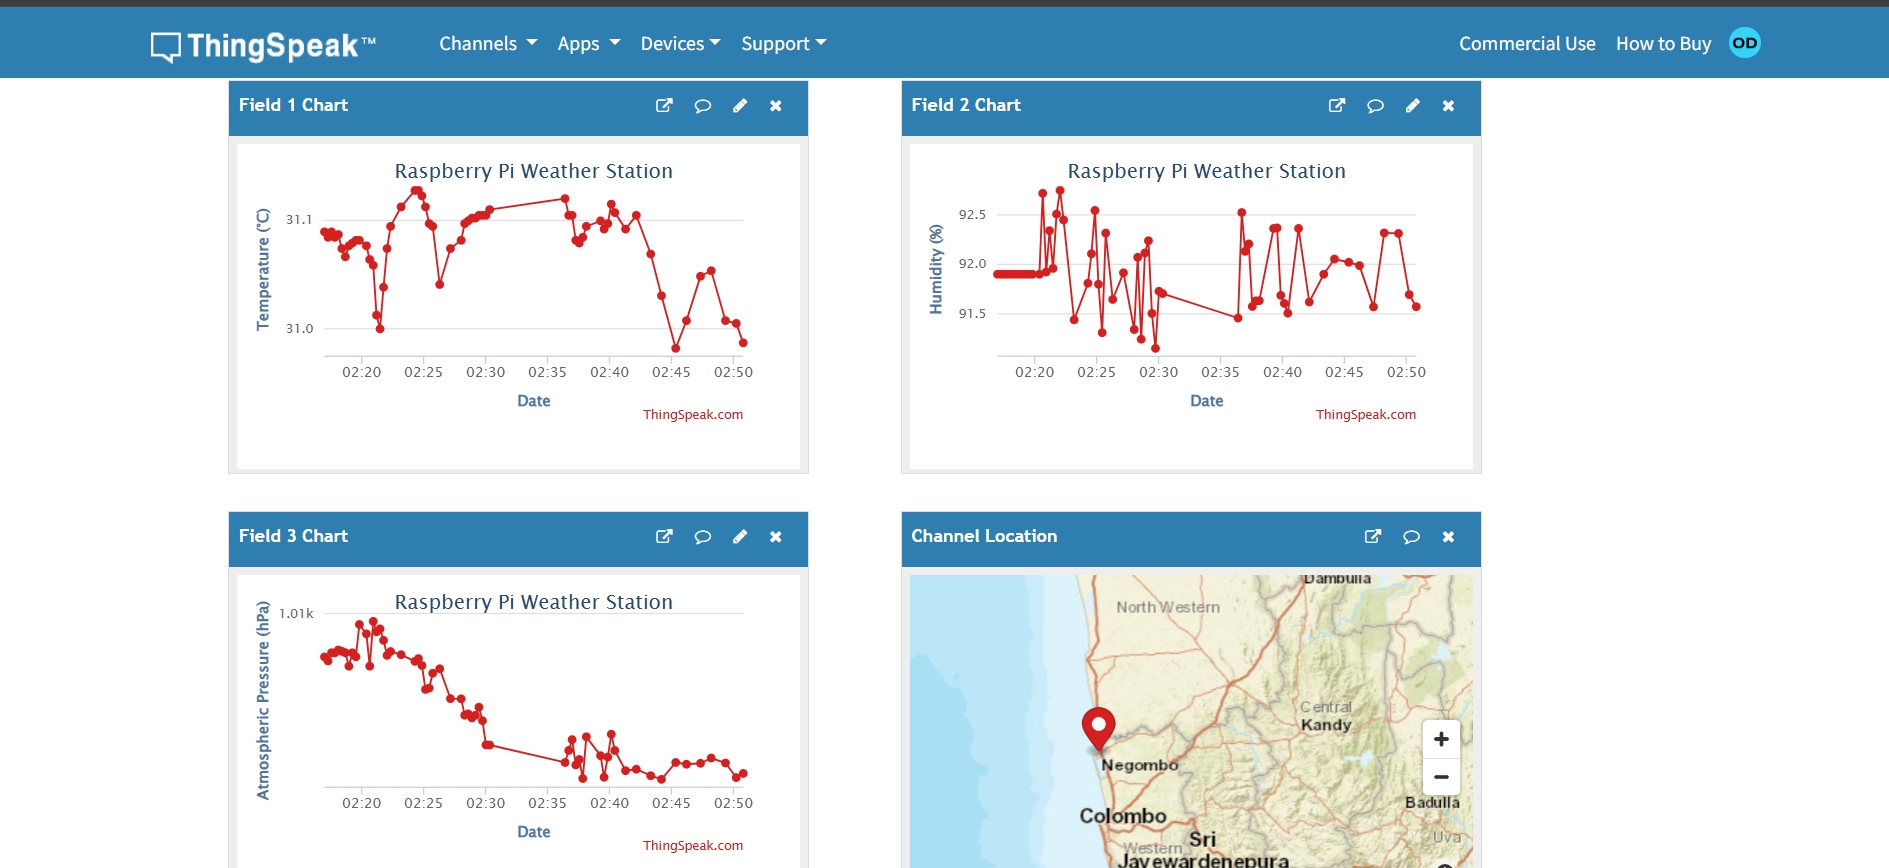 ThingSpeak™ Channels Apps Devices Support Commercial Use How to Buy OD
Field 1 Chart
Raspberry Pi Weather Station
Temperature (°C)
31.1
31.0
02:20 02:25 02:30 02:35 02:40 02:45 02:50
Date
ThingSpeak.com
Field 2 Chart
Raspberry Pi Weather Station
Humidity (%)
92.5
92.0
91.5
02:20 02:25 02:30 02:35 02:40 02:45 02:50
Date
ThingSpeak.com
Field 3 Chart
Raspberry Pi Weather Station
Atmospheric Pressure (hPa)
1.01k
02:20 02:25 02:30 02:35 02:40 02:45 02:50
Date
ThingSpeak.com
Channel Location
Dambulla
North Western
Central
Kandy
+
Negombo
−
Badulla
Colombo
Sri
Uva
Western
Jayewardenepura